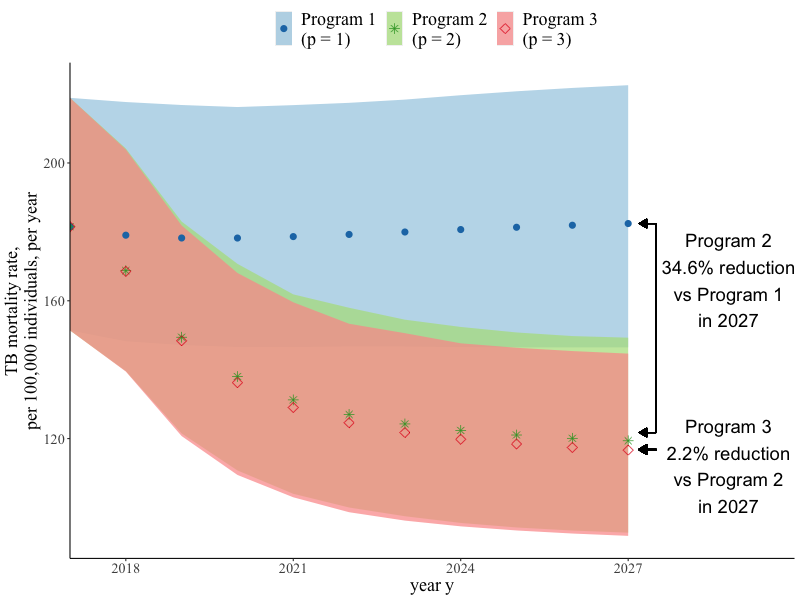 Program 1
(p = 1)
Program 2
(p = 2)
Program 3
(p = 3)
TB mortality rate,
per 100,000 individuals, per year
200
160
120
2018
2021
2024
2027
year y
Program 2
34.6% reduction
vs Program 1
in 2027
Program 3
2.2% reduction
vs Program 2
in 2027